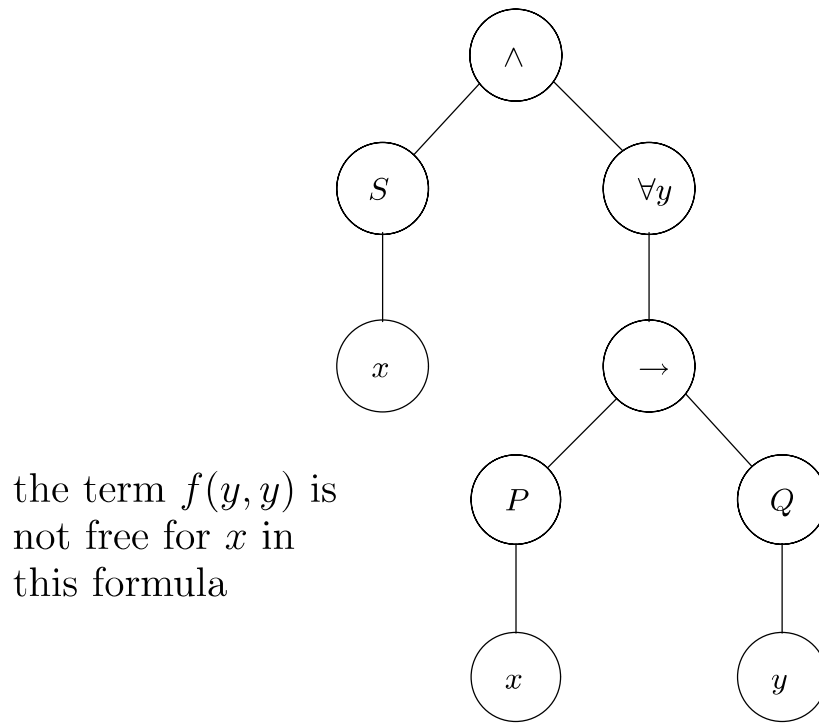 ∧
S
∀y
x
→
the term f(y, y) is
not free for x in
this formula
P
Q
x
y